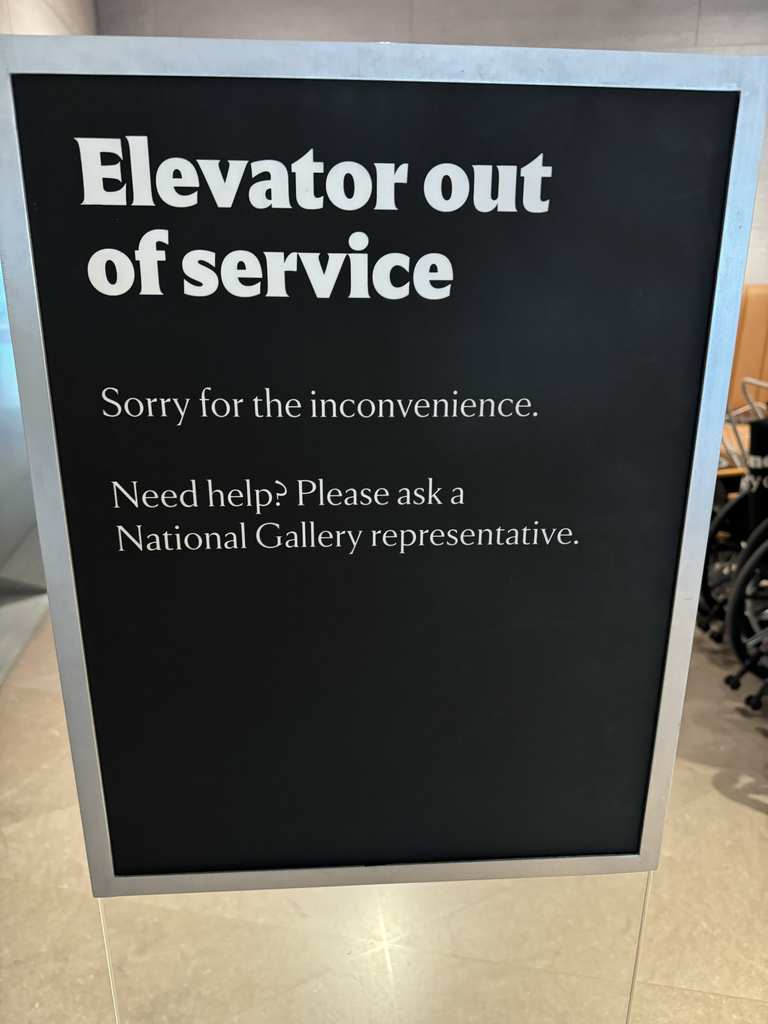 Elevator out
of service
Sorry for the inconvenience.
Need help? Please ask a
National Gallery representative.